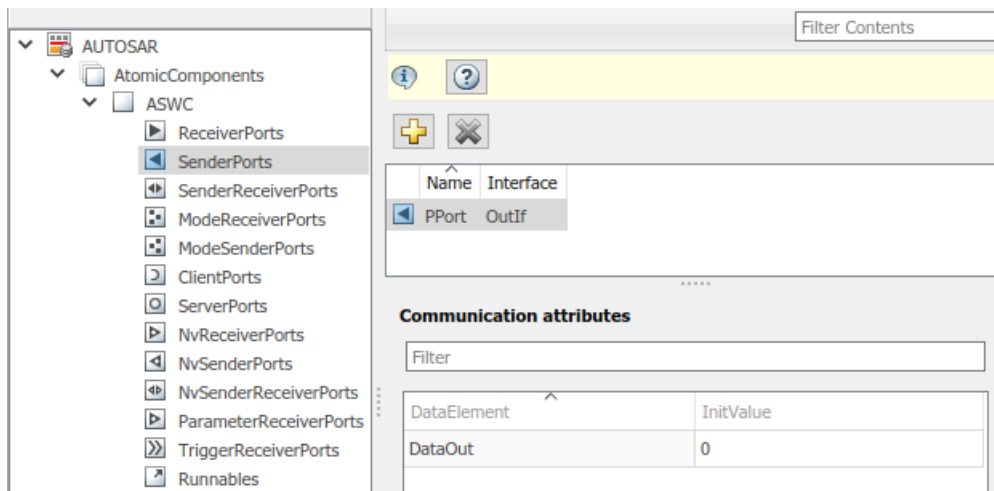 AUTOSAR
AtomicComponents
ASWC
ReceiverPorts
SenderPorts
SenderReceiverPorts
ModeReceiverPorts
ModeSenderPorts
ClientPorts
ServerPorts
NvReceiverPorts
NvSenderPorts
NvSenderReceiverPorts
ParameterReceiverPorts
TriggerReceiverPorts
Runnables
Filter Contents
Name Interface
PPort OutIf
Communication attributes
Filter
DataElement InitValue
DataOut 0